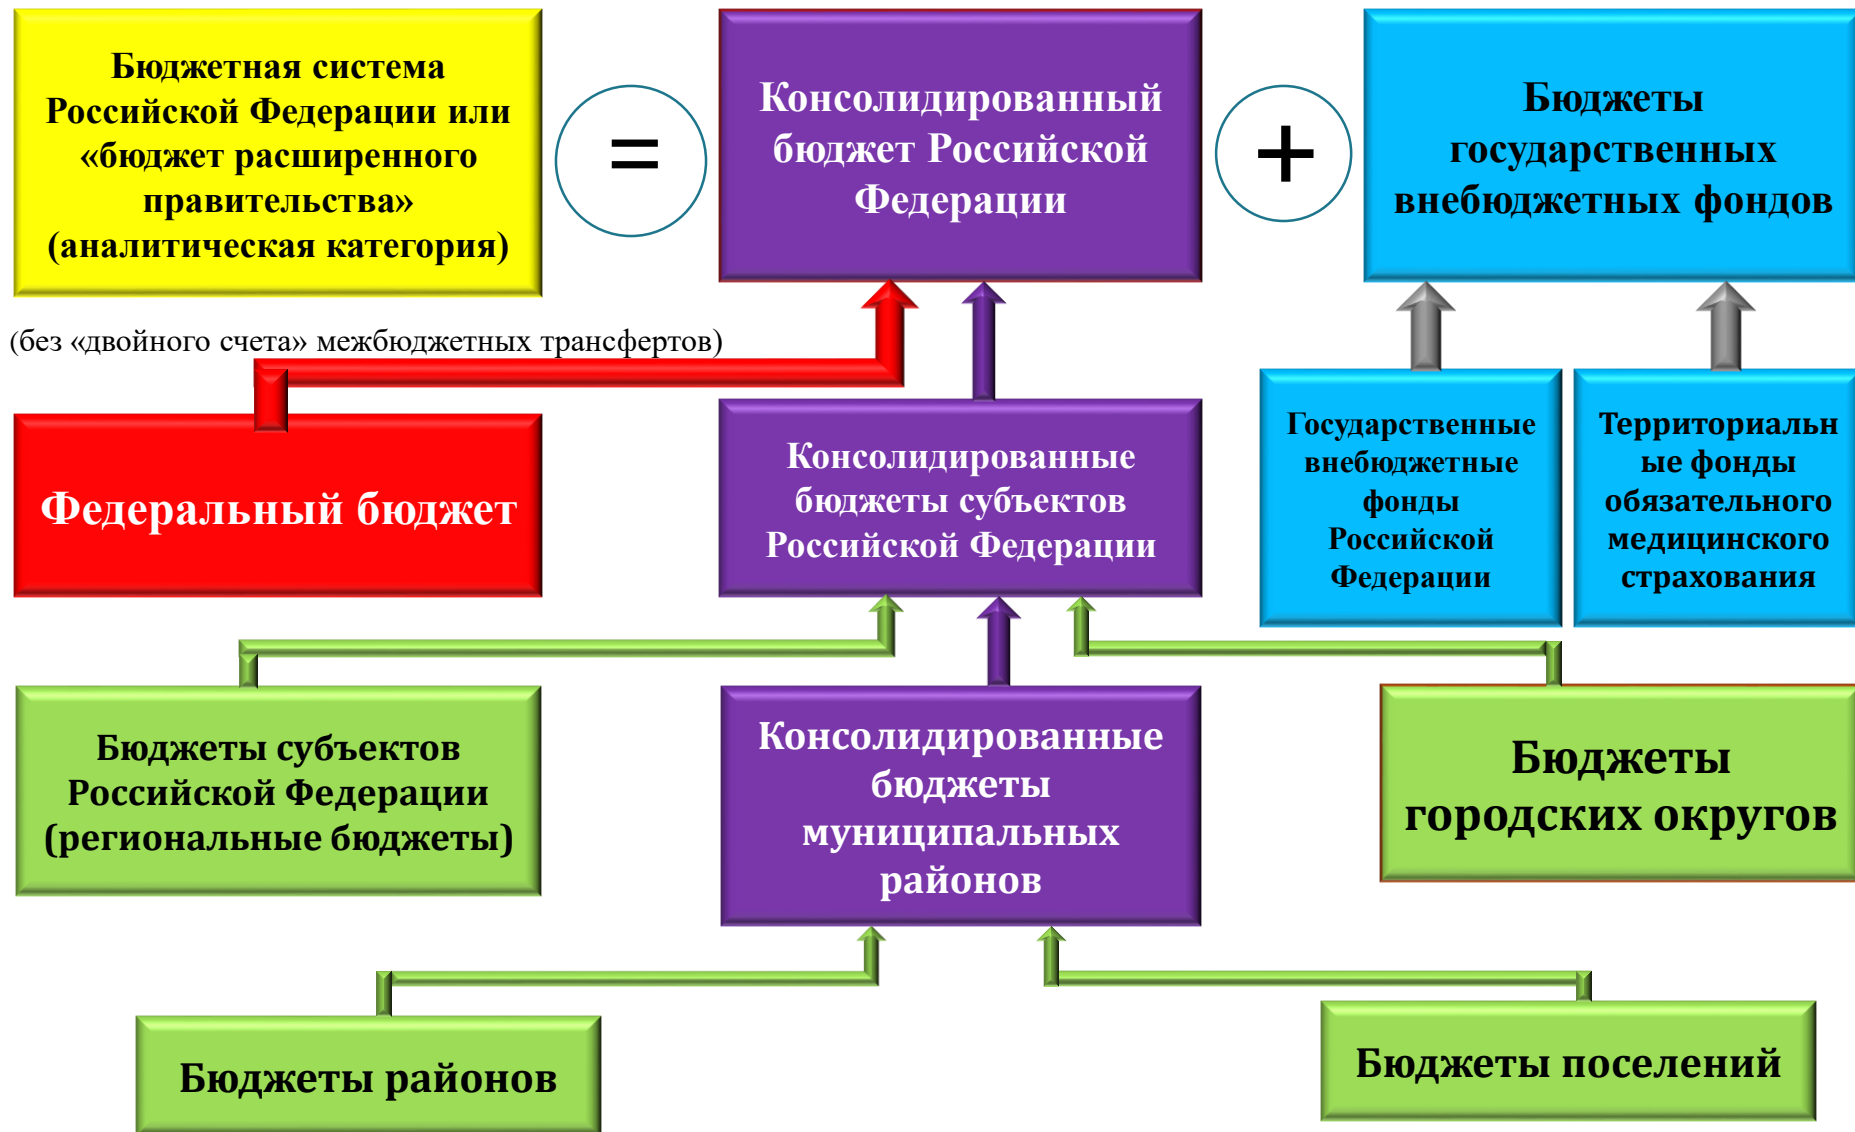 Бюджетная система
Российской Федерации или
«бюджет расширенного
правительства»
(аналитическая категория)
=
Консолидированный
бюджет Российской
Федерации
+
Бюджеты
государственных
внебюджетных фондов
(без «двойного счета» межбюджетных трансфертов)
Федеральный бюджет
Консолидированные
бюджеты субъектов
Российской Федерации
Государственные
внебюджетные
фонды
Российской
Федерации
Территориальн
ые фонды
обязательного
медицинского
страхования
Бюджеты субъектов
Российской Федерации
(региональные бюджеты)
Консолидированные
бюджеты
муниципальных
районов
Бюджеты
городских округов
Бюджеты районов
Бюджеты поселений